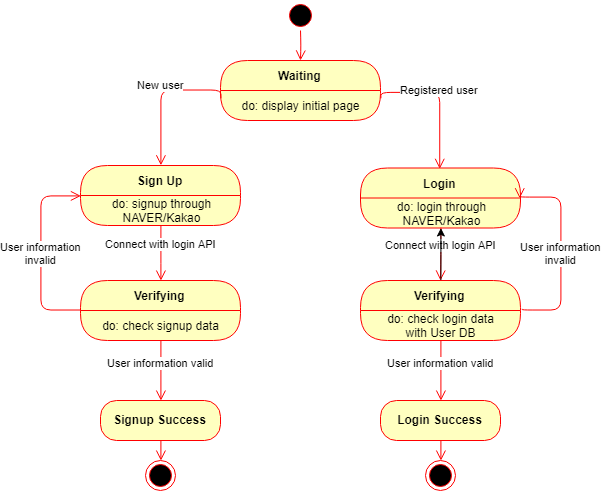 Waiting
do: display initial page
New user
Registered user
Sign Up
do: signup through
NAVER/Kakao
Login
do: login through
NAVER/Kakao
User information
invalid
Connect with login API
Connect with login API
User information
invalid
Verifying
do: check signup data
Verifying
do: check login data
with User DB
User information valid
User information valid
Signup Success
Login Success